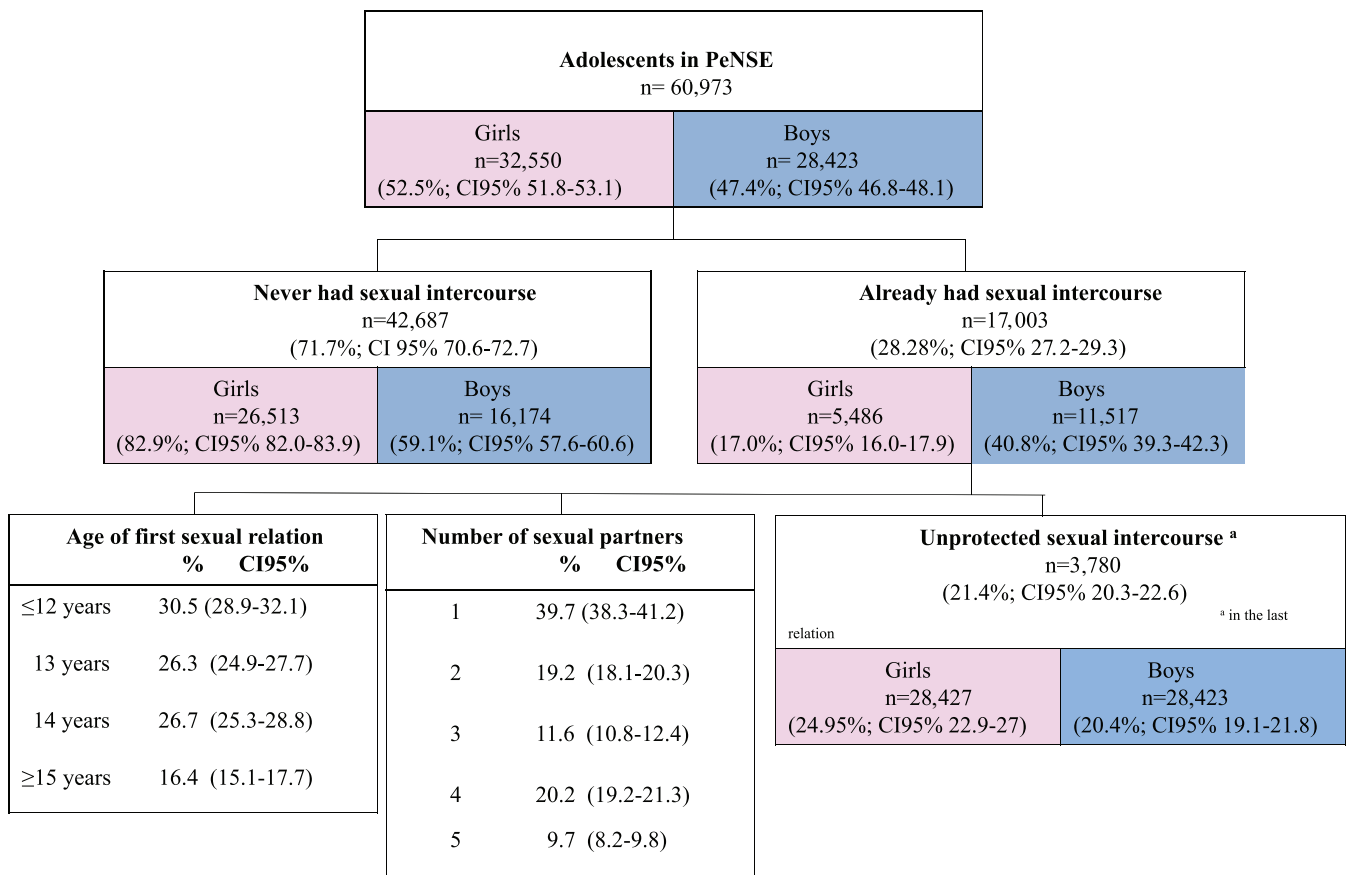 Adolescents in PeNSE
n= 60,973
Girls
n=32,550
(52.5%; CI95% 51.8-53.1)
Boys
n= 28,423
(47.4%; CI95% 46.8-48.1)
Never had sexual intercourse
n=42,687
(71.7%; CI 95% 70.6-72.7)
Girls
n=26,513
(82.9%; CI95% 82.0-83.9)
Boys
n= 16,174
(59.1%; CI95% 57.6-60.6)
Already had sexual intercourse
n=17,003
(28.28%; CI95% 27.2-29.3)
Girls
n=5,486
(17.0%; CI95% 16.0-17.9)
Boys
n=11,517
(40.8%; CI95% 39.3-42.3)
Age of first sexual relation
% CI95%
≤12 years 30.5 (28.9-32.1)
13 years 26.3 (24.9-27.7)
14 years 26.7 (25.3-28.8)
≥15 years 16.4 (15.1-17.7)
Number of sexual partners
% CI95%
1 39.7 (38.3-41.2)
2 19.2 (18.1-20.3)
3 11.6 (10.8-12.4)
4 20.2 (19.2-21.3)
5 9.7 (8.2-9.8)
Unprotected sexual intercourse a
n=3,780
(21.4%; CI95% 20.3-22.6)
a in the last
relation
Girls
n=28,427
(24.95%; CI95% 22.9-27)
Boys
n=28,423
(20.4%; CI95% 19.1-21.8)